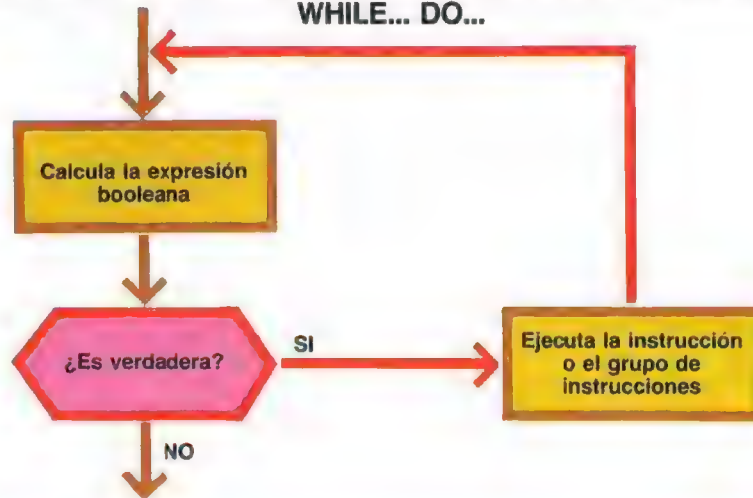 WHILE... DO...
Calcula la expresión
booleana
¿Es verdadera?
SI
Ejecuta la instrucción
o el grupo de
instrucciones
NO